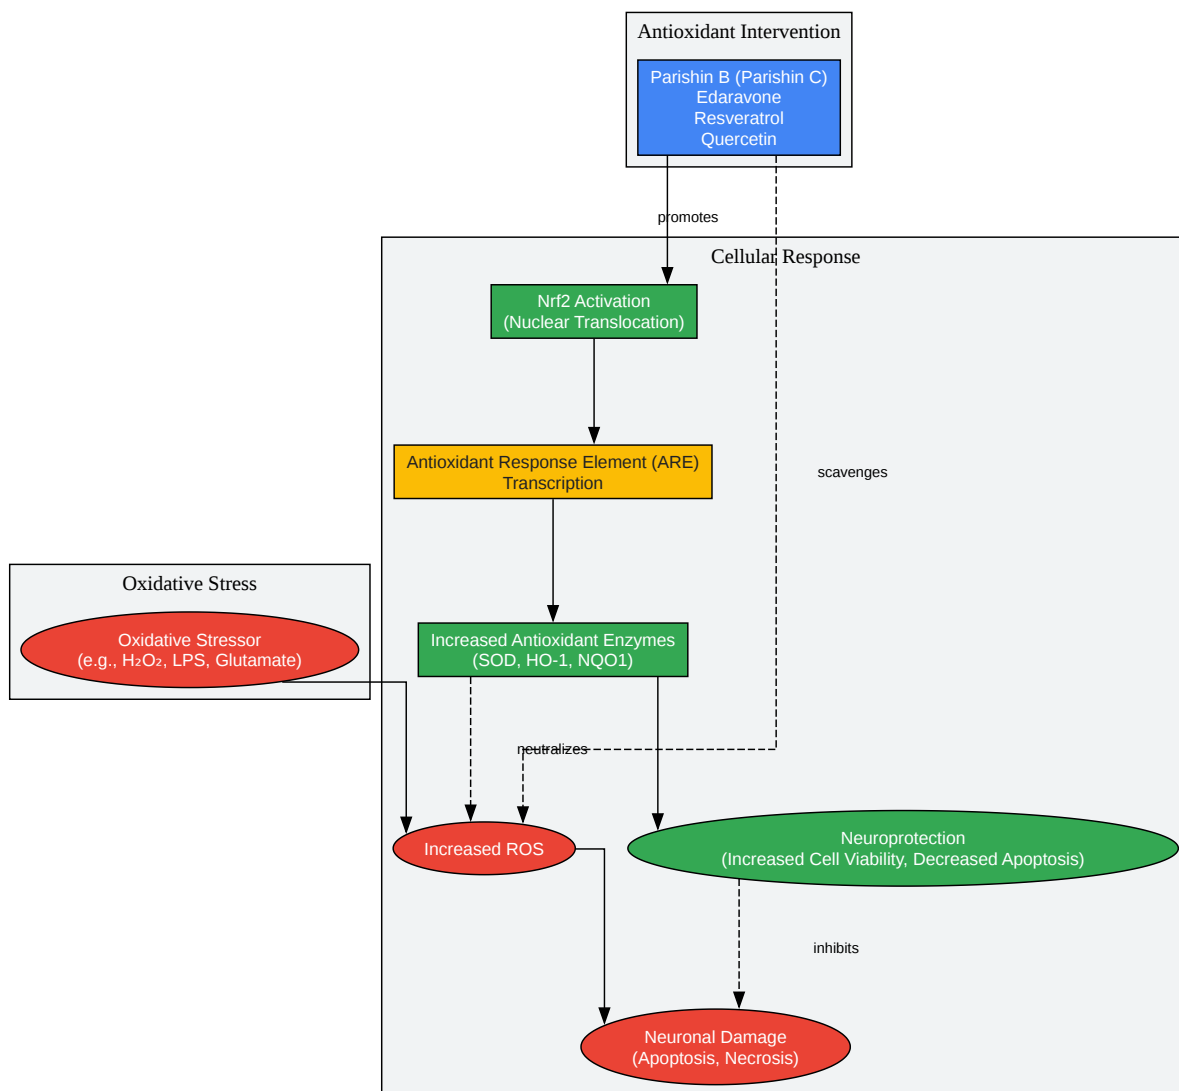 Antioxidant Intervention
Parishin B (Parishin C)
Edaravone
Resveratrol
Quercetin
promotes
Cellular Response
Nrf2 Activation
(Nuclear Translocation)
Antioxidant Response Element (ARE)
Transcription
scavenges
Oxidative Stress
Oxidative Stressor
(e.g., H₂O₂, LPS, Glutamate)
Increased Antioxidant Enzymes
(SOD, HO-1, NQO1)
neutralizes
Increased ROS
Neuroprotection
(Increased Cell Viability, Decreased Apoptosis)
inhibits
Neuronal Damage
(Apoptosis, Necrosis)